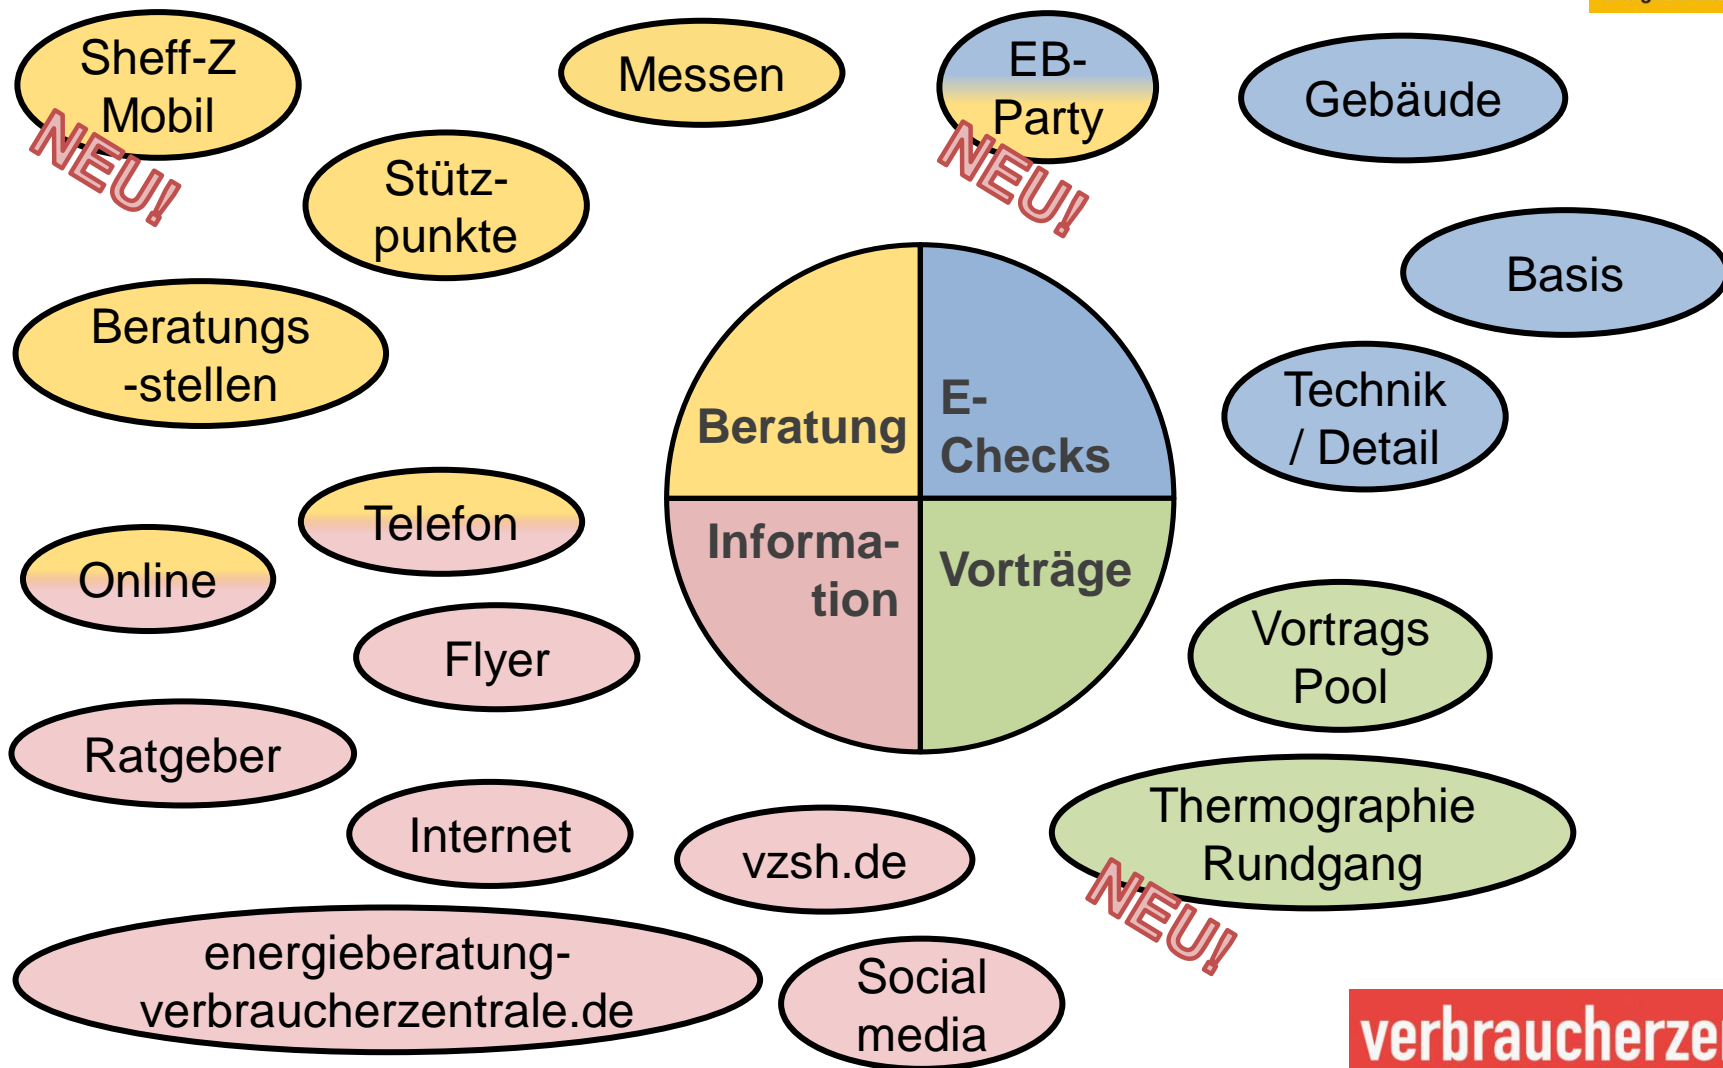 Sheff-Z
Mobil
NEU!
Messen
EB-
Party
NEU!
Gebäude
Stütz-
punkte
Basis
Beratungs
-stellen
Technik
/ Detail
Beratung
E-
Checks
Informa-
tion
Vorträge
Telefon
Online
Flyer
Vortrags
Pool
Ratgeber
Internet
vzsh.de
Thermographie
Rundgang
NEU!
energieberatung-
verbraucherzentrale.de
Social
media
verbraucherze